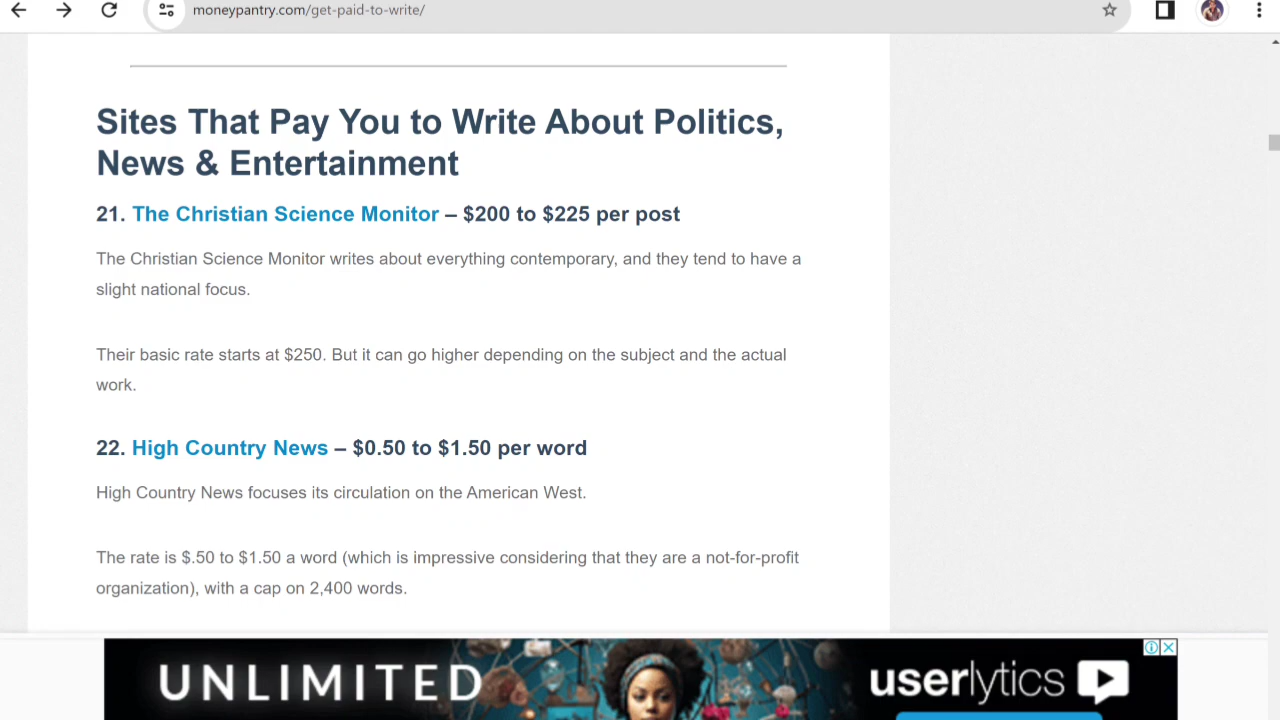 moneypantry.com/get-paid-to-write/
Sites That Pay You to Write About Politics,
News & Entertainment
21. The Christian Science Monitor – $200 to $225 per post
The Christian Science Monitor writes about everything contemporary, and they tend to have a
slight national focus.
Their basic rate starts at $250. But it can go higher depending on the subject and the actual
work.
22. High Country News – $0.50 to $1.50 per word
High Country News focuses its circulation on the American West.
The rate is $.50 to $1.50 a word (which is impressive considering that they are a not-for-profit
organization), with a cap on 2,400 words.
UNLIMITED
userlytics